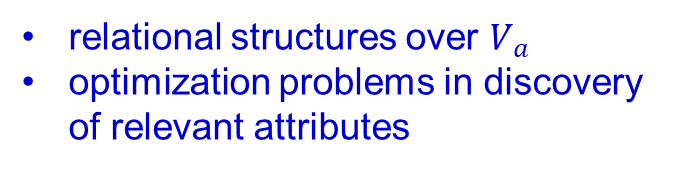 • relational structures over Vₐ
• optimization problems in discovery
of relevant attributes